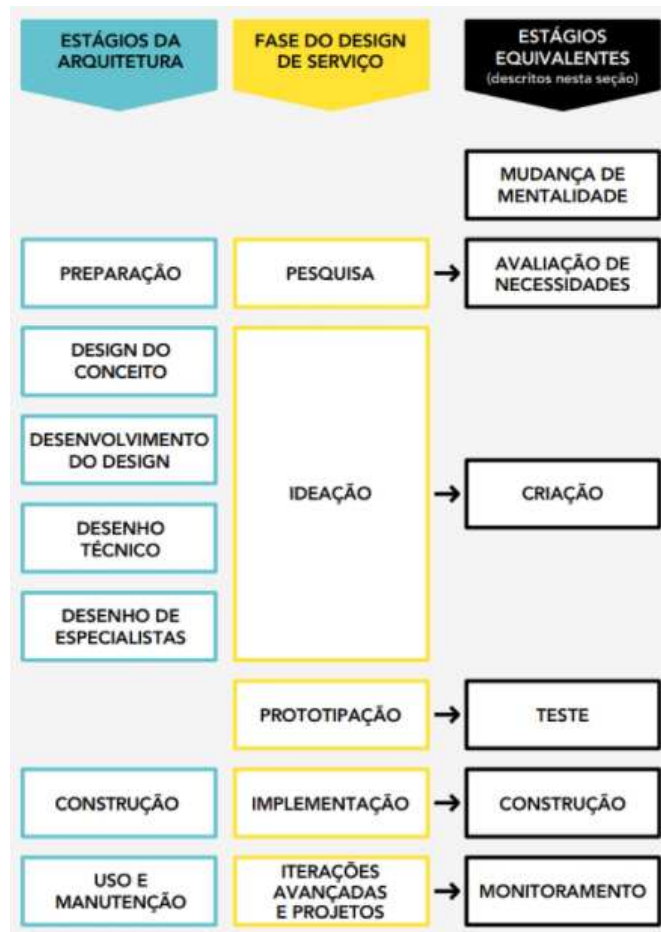 ESTÁGIOS DA
ARQUITETURA
FASE DO DESIGN
DE SERVIÇO
ESTÁGIOS
EQUIVALENTES
(descritos nesta seção)
MUDANÇA DE
MENTALIDADE
PREPARAÇÃO
PESQUISA
AVALIAÇÃO DE
NECESSIDADES
DESIGN DO
CONCEITO
DESENVOLVIMENTO
DO DESIGN
IDEAÇÃO
CRIAÇÃO
DESENHO
TÉCNICO
DESENHO DE
ESPECIALISTAS
PROTOTIPAÇÃO
TESTE
CONSTRUÇÃO
IMPLEMENTAÇÃO
CONSTRUÇÃO
USO E
MANUTENÇÃO
ITERAÇÕES
AVANÇADAS
E PROJETOS
MONITORAMENTO